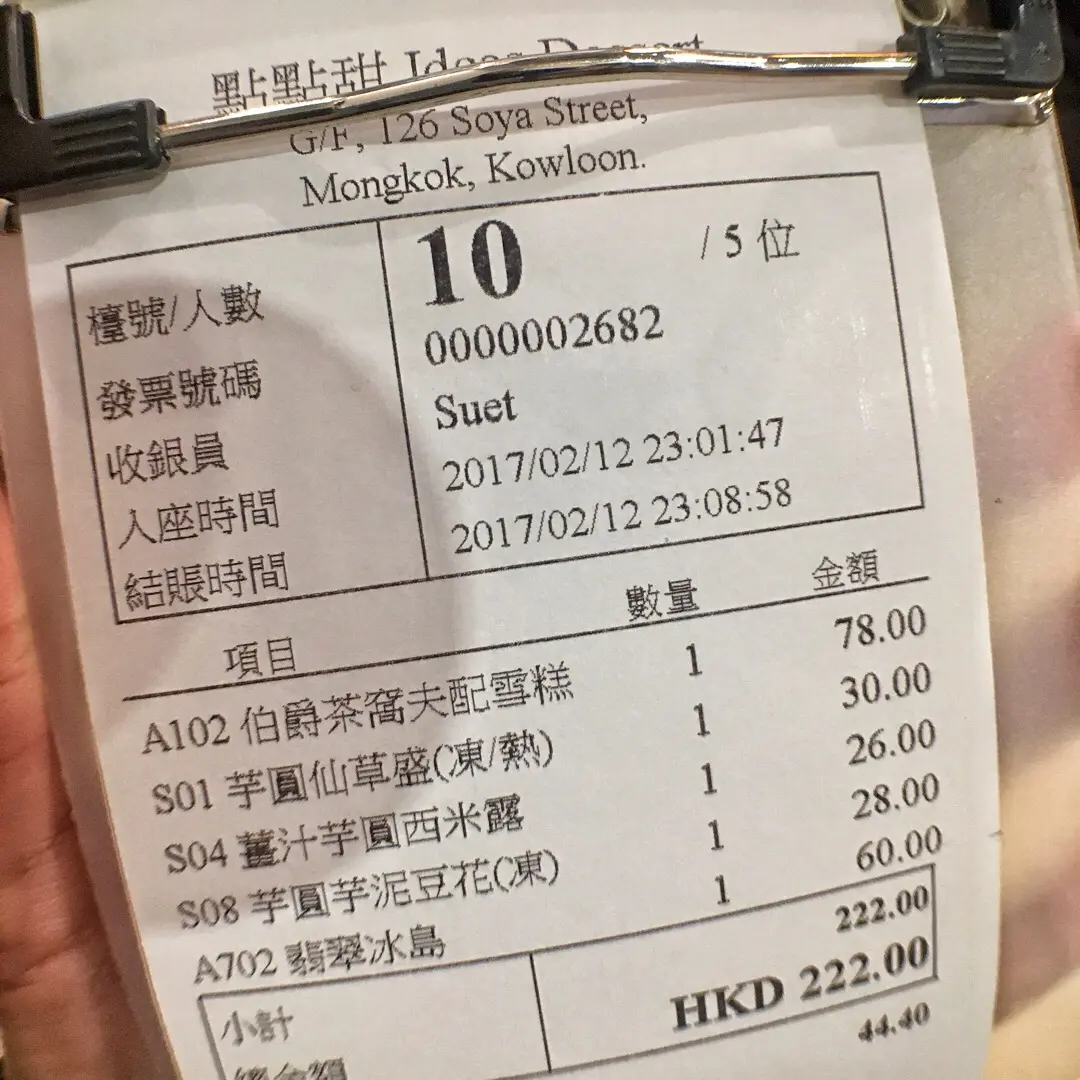 點點甜
G/F, 126 Soya Street,
Mongkok, Kowloon.
檯號/人數 10 / 5 位
發票號碼 0000002682
收銀員 Suet
入座時間 2017/02/12 23:01:47
結賬時間 2017/02/12 23:08:58
項目 數量 金額
A102 伯爵茶窩夫配雪糕 1 78.00
S01 芋圓仙草盛(凍/熱) 1 30.00
S04 薑汁芋圓西米露 1 26.00
S08 芋圓芋泥豆花(凍) 1 28.00
A702 翡翠冰島 1 60.00
小計 222.00
HKD 222.00
44.40